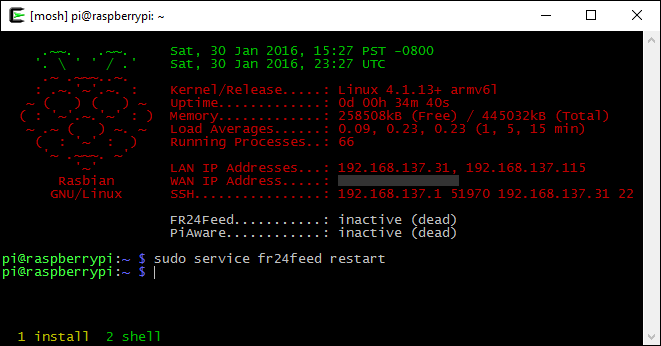 [mosh] pi@raspberrypi: ~
Sat, 30 Jan 2016, 15:27 PST -0800
Sat, 30 Jan 2016, 23:27 UTC
Kernel/Release.....: Linux 4.1.13+ armv6l
Uptime.............: 0d 00h 34m 40s
Memory.............: 258508kB (Free) / 445032kB (Total)
Load Averages......: 0.09, 0.23, 0.23 (1, 5, 15 min)
Running Processes..: 66
LAN IP Addresses...: 192.168.137.31, 192.168.137.115
WAN IP Address.....:
SSH................: 192.168.137.1 51970 192.168.137.31 22
Rasbian
GNU/Linux
FR24Feed...........: inactive (dead)
PiAware............: inactive (dead)
pi@raspberrypi:~ $ sudo service fr24feed restart
pi@raspberrypi:~ $
1 install 2 shell